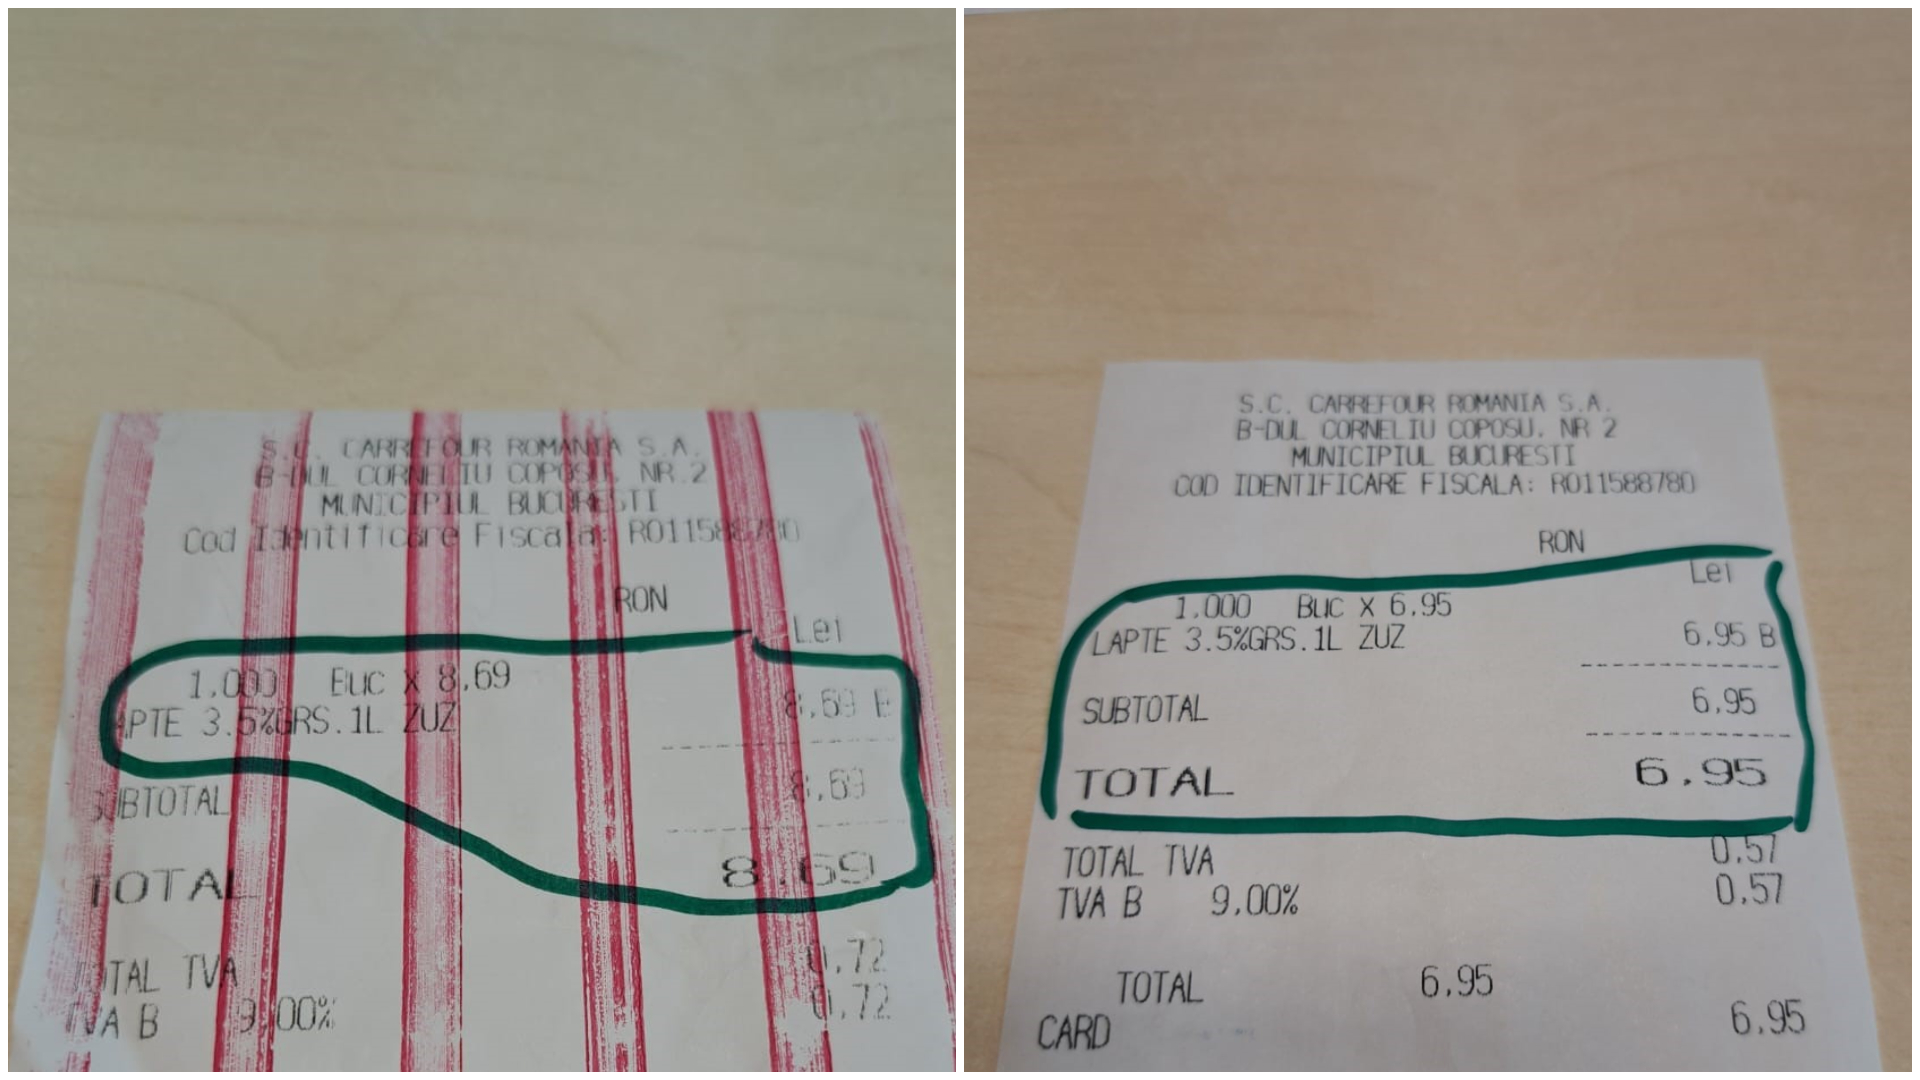 S.C. CARREFOUR ROMANIA S.A.
B-DUL CORNELIU COPOSU, NR.2
MUNICIPIUL BUCURESTI
Cod Identificare Fiscala: RO11588780
RON
Lei
1,000 Buc x 8,69
LAPTE 3.5%GRS.1L ZUZ 8,69 B
SUBTOTAL 8,69
TOTAL 8,69
TOTAL TVA 0,72
TVA B 9,00% 0,72
S.C. CARREFOUR ROMANIA S.A.
B-DUL CORNELIU COPOSU, NR 2
MUNICIPIUL BUCURESTI
COD IDENTIFICARE FISCALA: RO11588780
RON
Lei
1,000 Buc x 6,95
LAPTE 3.5%GRS.1L ZUZ 6,95 B
SUBTOTAL 6,95
TOTAL 6,95
TOTAL TVA 0,57
TVA B 9,00% 0,57
TOTAL 6,95
CARD 6,95